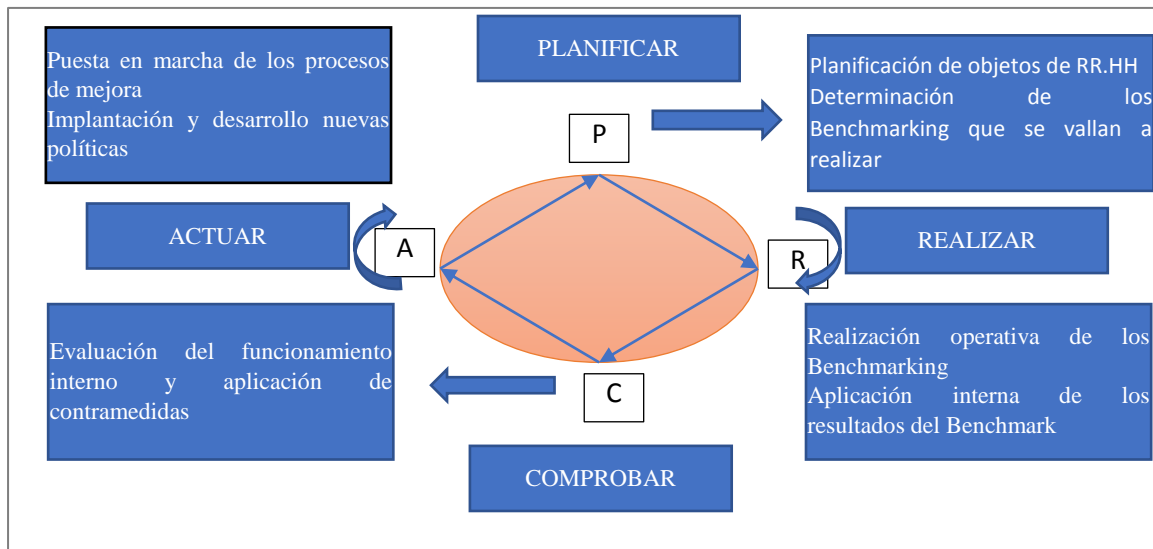 PLANIFICAR
Puesta en marcha de los procesos
de mejora
Implantación y desarrollo nuevas
políticas
Planificación de objetos de RR.HH
Determinación de los
Benchmarking que se vallan a
realizar
P
ACTUAR
A
R
REALIZAR
Evaluación del funcionamiento
interno y aplicación de
contramedidas
Realización operativa de los
Benchmarking
Aplicación interna de los
resultados del Benchmark
C
COMPROBAR